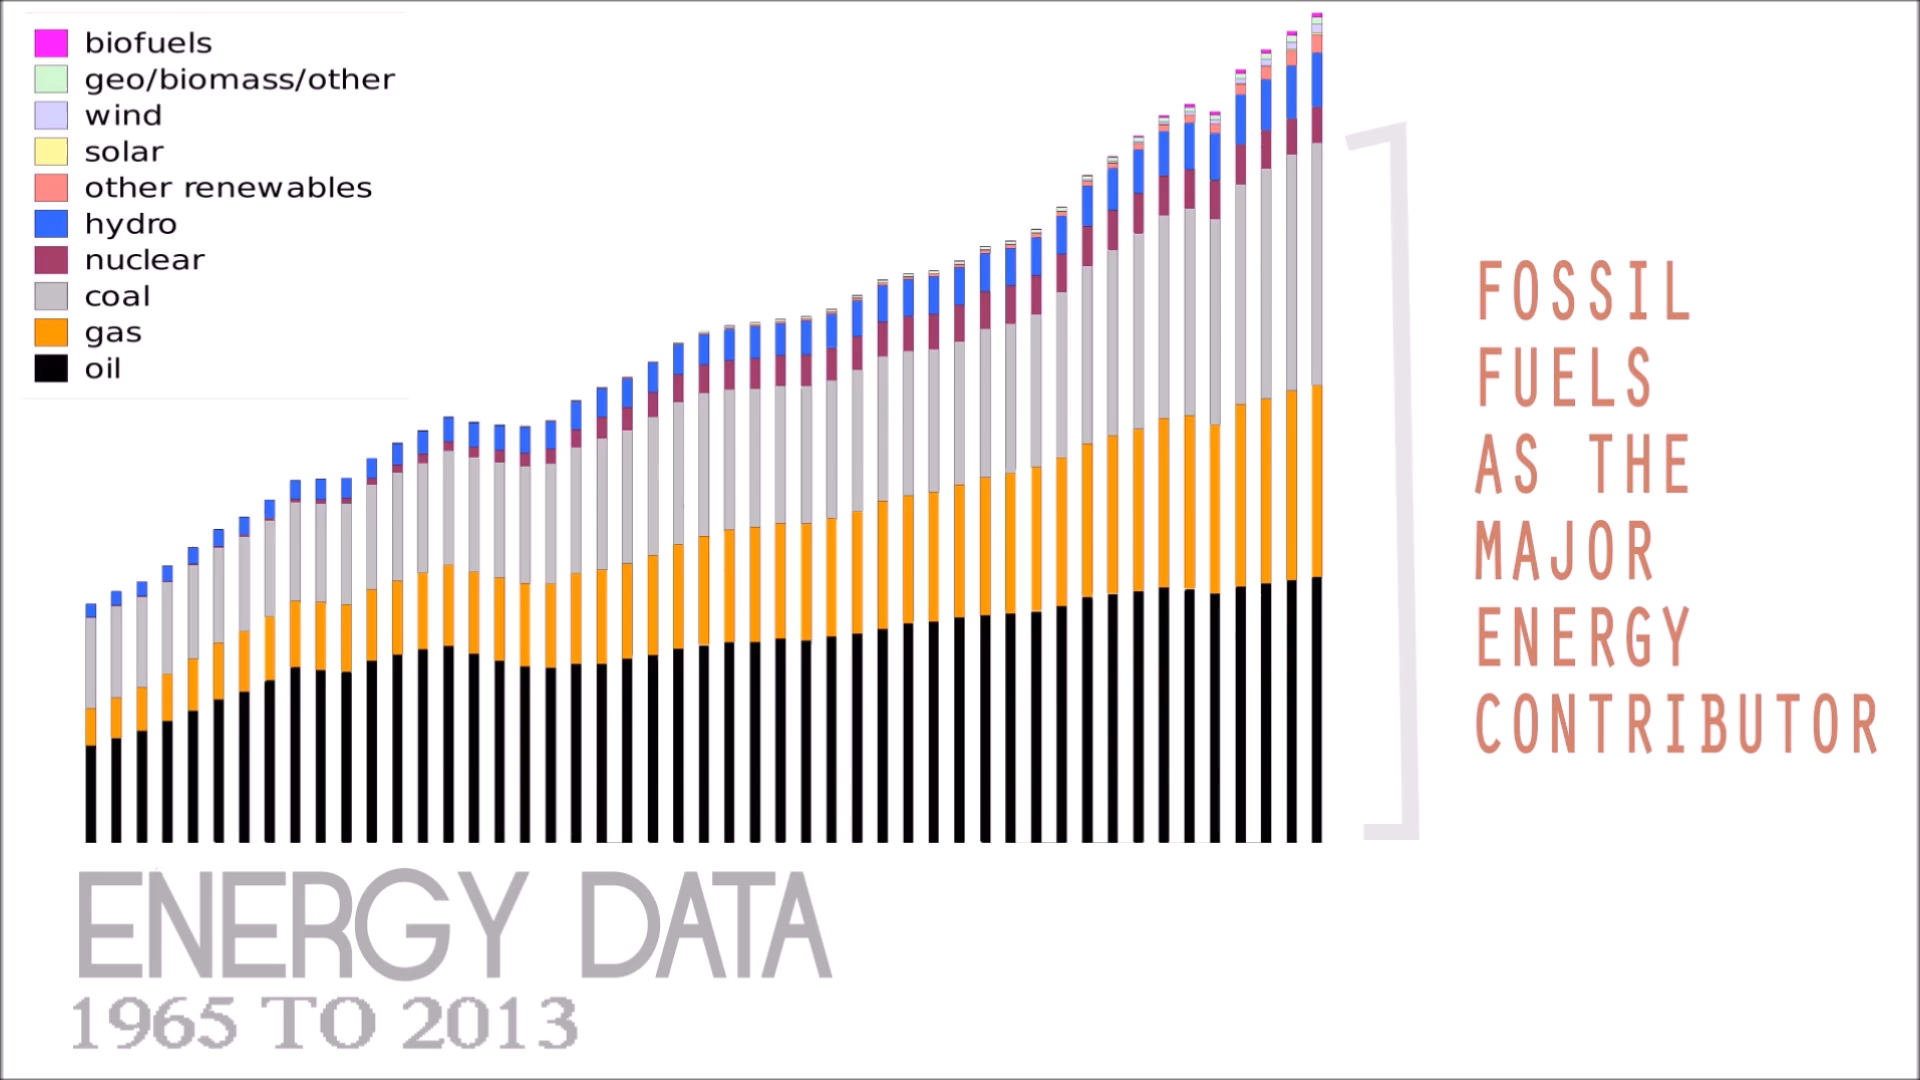 biofuels
geo/biomass/other
wind
solar
other renewables
hydro
nuclear
coal
gas
oil
FOSSIL
FUELS
AS THE
MAJOR
ENERGY
CONTRIBUTOR
ENERGY DATA
1965 TO 2013